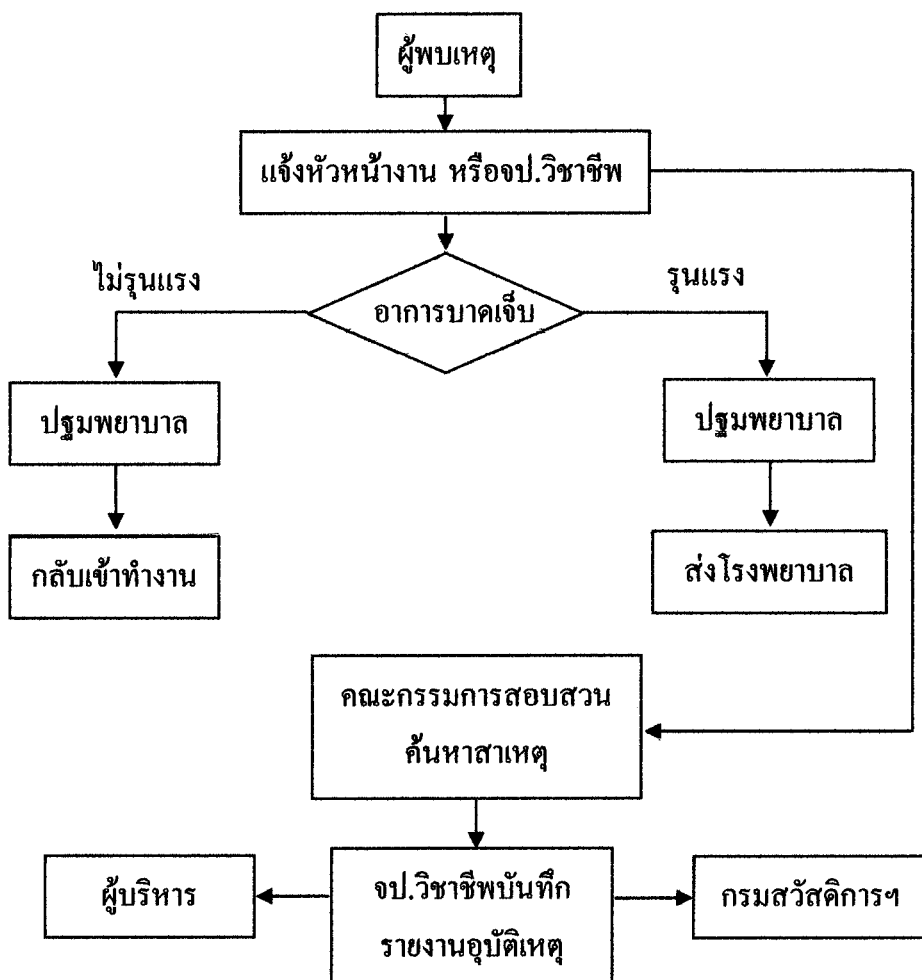 ผู้พบเหตุ
แจ้งหัวหน้างาน หรือจป.วิชาชีพ
ไม่รุนแรง
รุนแรง
อาการบาดเจ็บ
ปฐมพยาบาล
ปฐมพยาบาล
กลับเข้าทำงาน
ส่งโรงพยาบาล
คณะกรรมการสอบสวน
ค้นหาสาเหตุ
ผู้บริหาร
จป.วิชาชีพบันทึก
รายงานอุบัติเหตุ
กรมสวัสดิการฯ